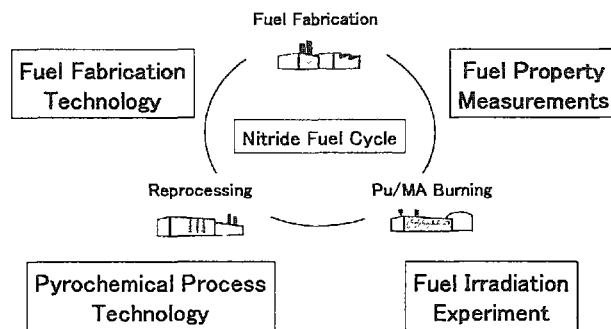 Fuel Fabrication
Fuel Fabrication
Technology
Fuel Property
Measurements
Nitride Fuel Cycle
Reprocessing
Pu/MA Burning
Pyrochemical Process
Technology
Fuel Irradiation
Experiment